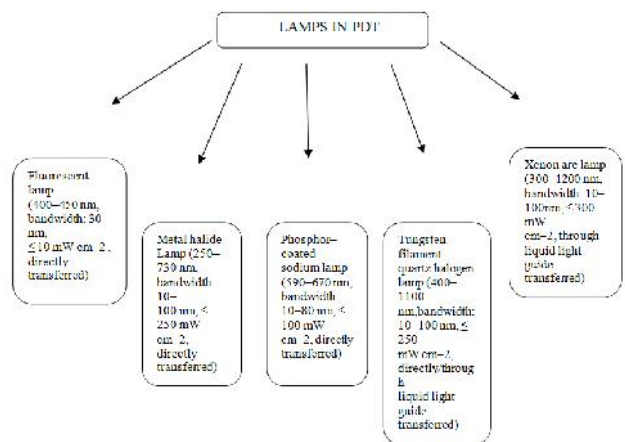 LAMPS IN PDT
Fluorescent
lamp
(400–450 nm,
bandwidth: 30
nm,
≤ 10 mW cm−2,
directly
transferred)
Metal halide
Lamp (250–
730 nm,
bandwidth
10–
100 nm, ≤
250 mW
cm−2,
directly
transferred)
Phosphor–
coated
sodium lamp
(590–670 nm,
bandwidth
10–80 nm, ≤
100 mW
cm−2, directly
transferred)
Tungsten
filament
quartz halogen
lamp (400–
1100
nm,bandwidth:
10–100 nm, ≤
250
mW cm−2,
directly/throug
h
liquid light
guide
transferred)
Xenon arc lamp
(300–1200 nm,
bandwidth 10–
100nm, ≤ 300
mW
cm−2, through
liquid light
guide
transferred)